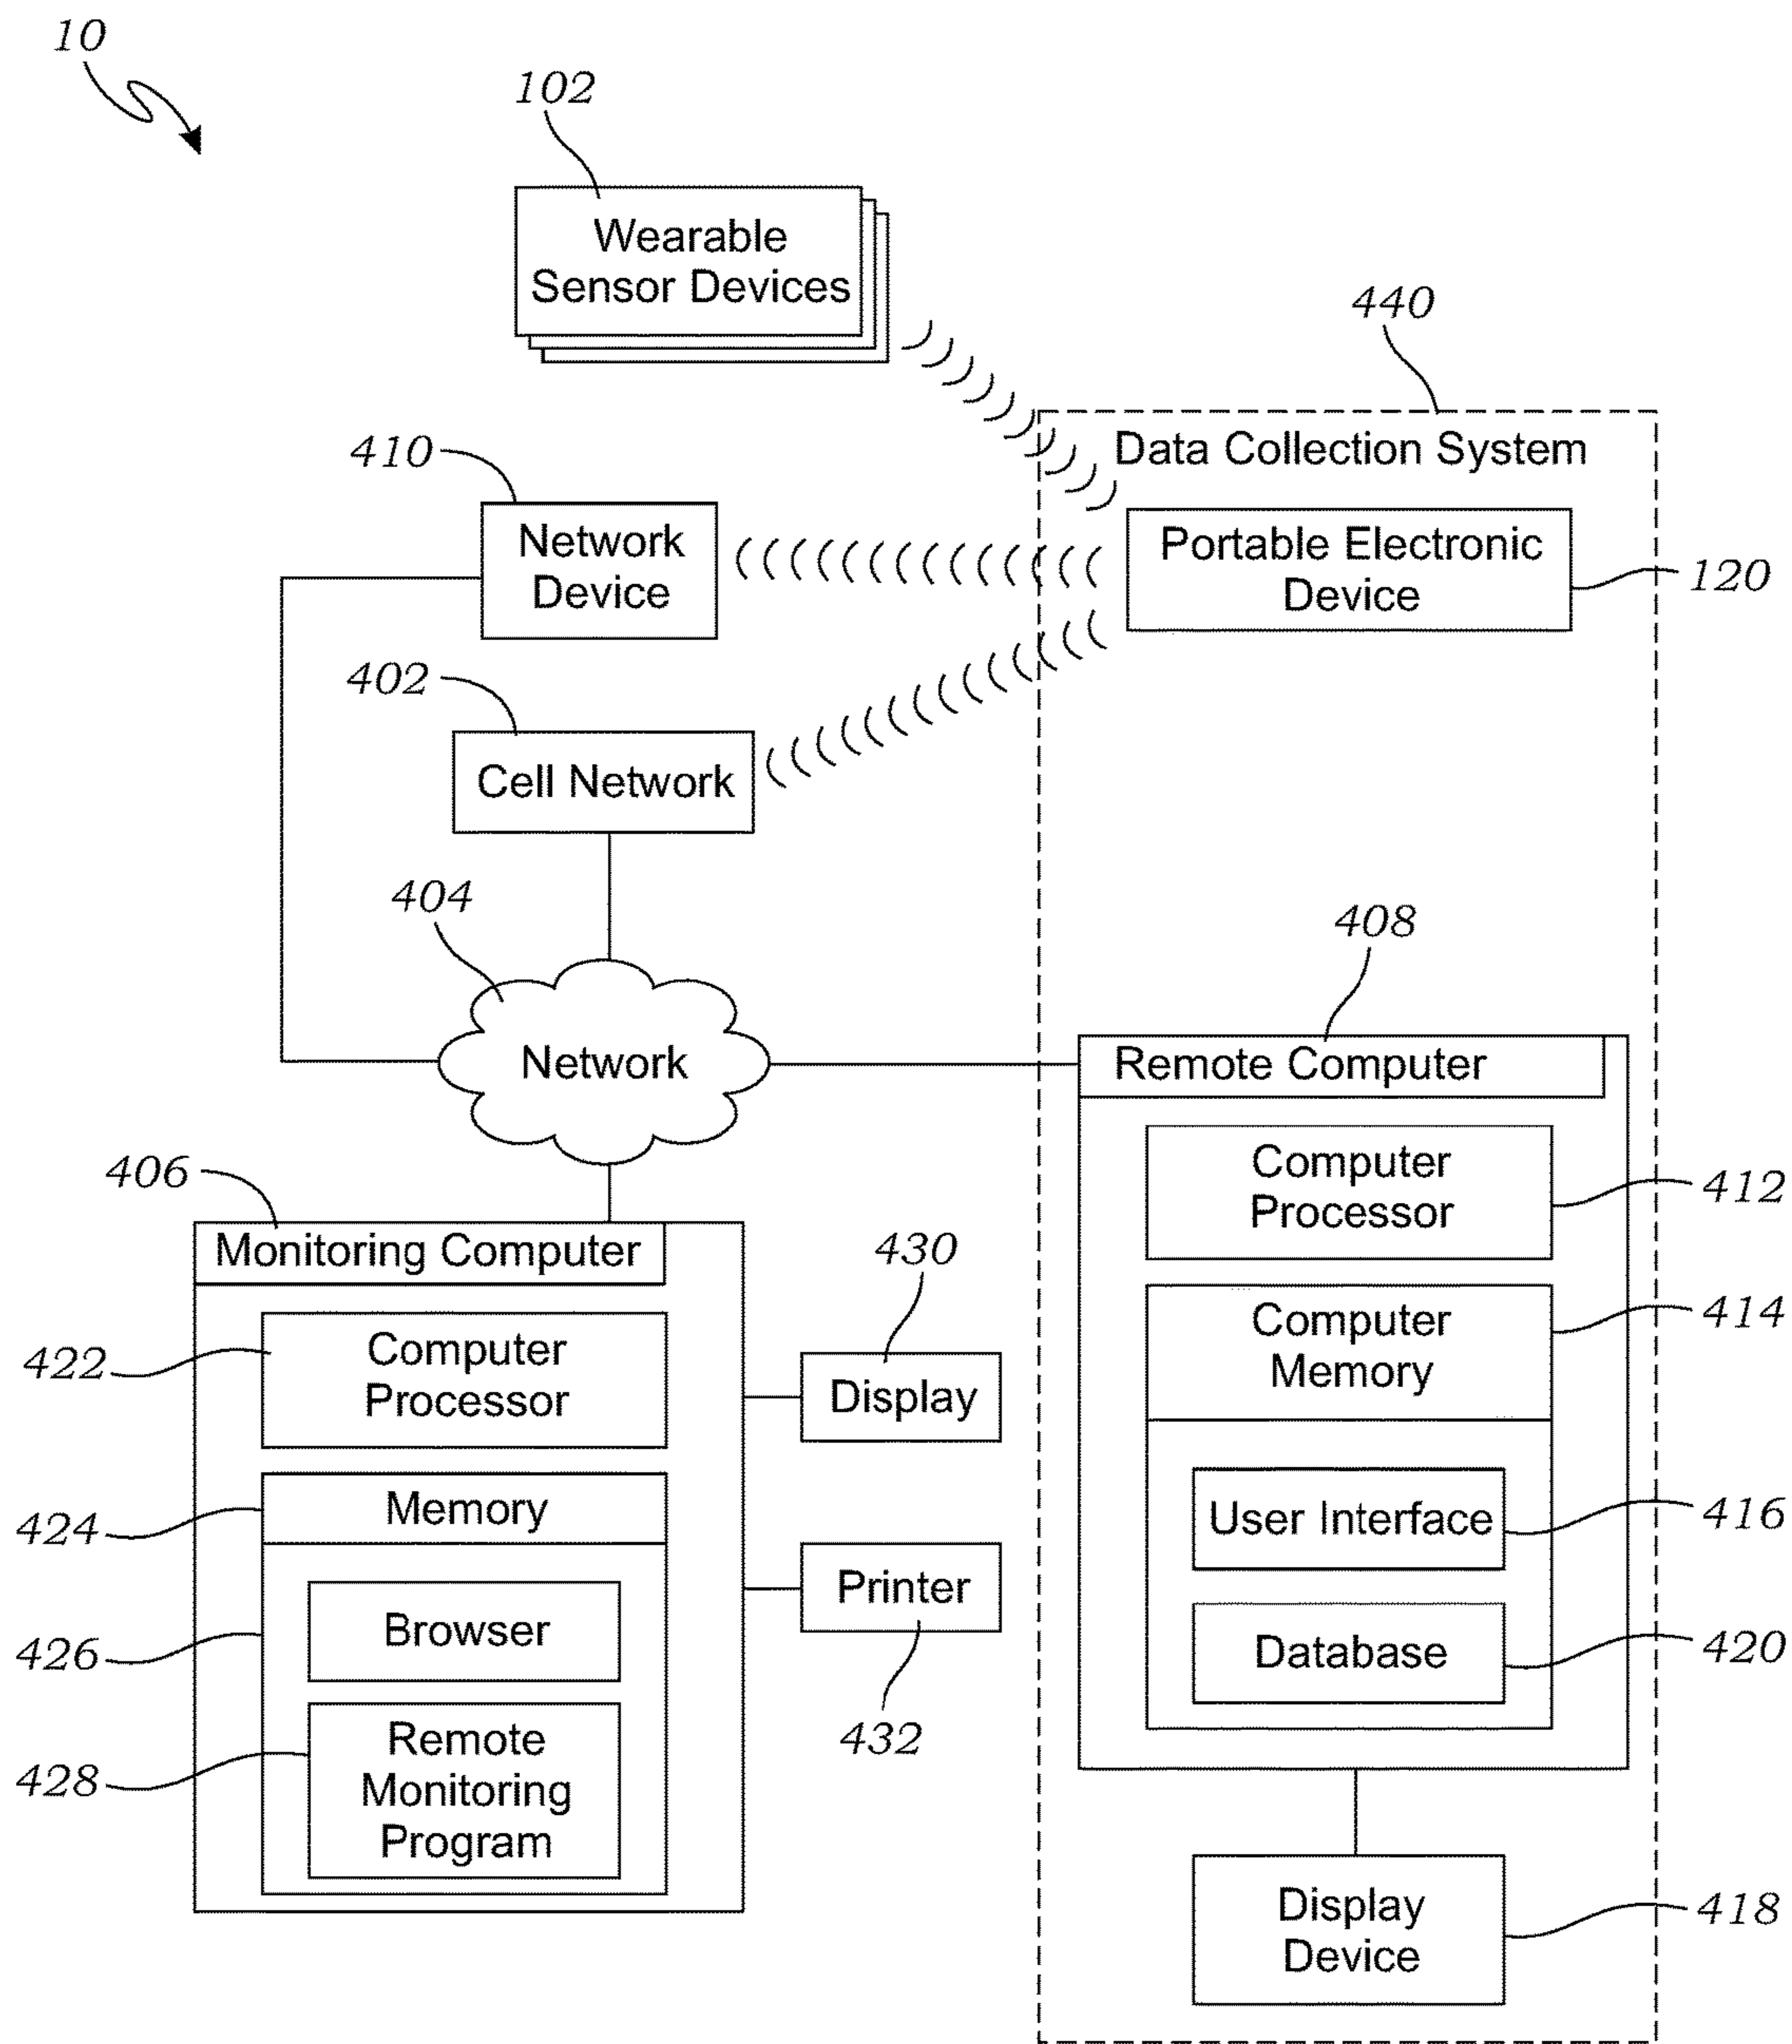 10
102
Wearable
Sensor Devices
440
Data Collection System
410
Network
Device
Portable Electronic
Device
120
402
Cell Network
404
Network
408
Remote Computer
Computer
Processor
412
Computer
Memory
414
User Interface
416
Database
420
Display
Device
418
406
Monitoring Computer
422
Computer
Processor
430
Display
424
Memory
426
Browser
Printer
432
428
Remote
Monitoring
Program